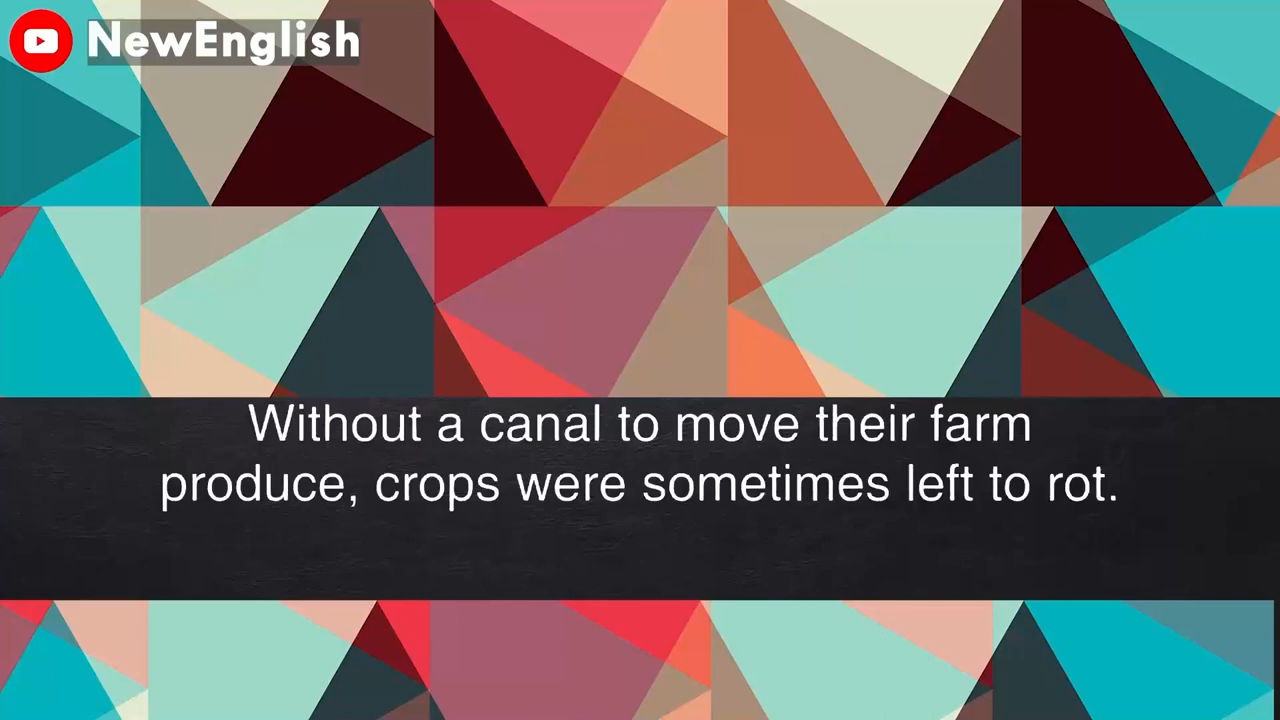 NewEnglish
Without a canal to move their farm
produce, crops were sometimes left to rot.